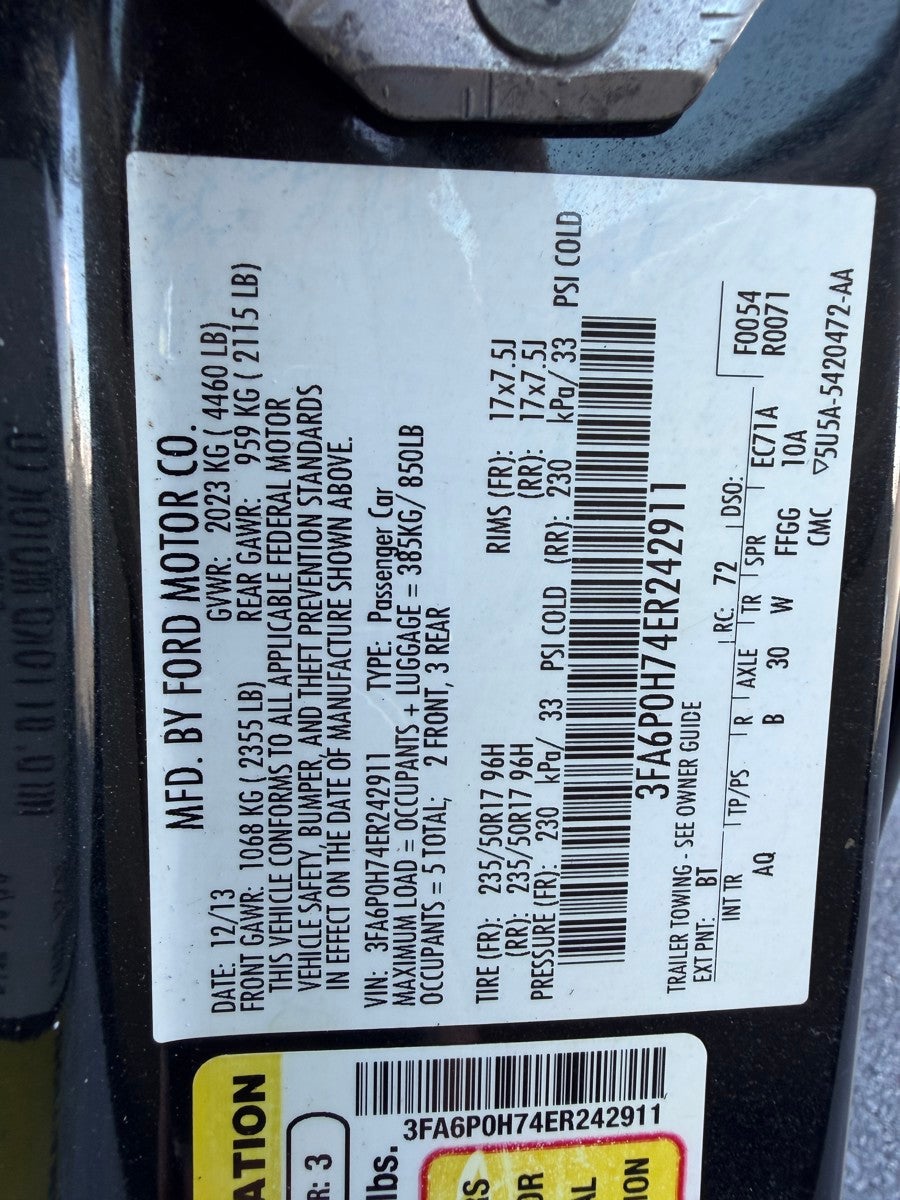 MFD. BY FORD MOTOR CO.
DATE: 12/13 GVWR: 2023 KG ( 4460 LB)
FRONT GAWR: 1068 KG ( 2355 LB) REAR GAWR: 959 KG ( 2115 LB)
THIS VEHICLE CONFORMS TO ALL APPLICABLE FEDERAL MOTOR
VEHICLE SAFETY, BUMPER, AND THEFT PREVENTION STANDARDS
IN EFFECT ON THE DATE OF MANUFACTURE SHOWN ABOVE.
VIN: 3FA6P0H74ER242911 TYPE: Passenger Car
MAXIMUM LOAD = OCCUPANTS + LUGGAGE = 385KG/ 850LB
OCCUPANTS = 5 TOTAL, 2 FRONT, 3 REAR
TIRE (FR): 235/50R17 96H RIMS (FR): 17x7.5J
(RR): 235/50R17 96H (RR): 17x7.5J
PRESSURE (FR): 230 kPa/ 33 PSI COLD (RR): 230 kPa/ 33 PSI COLD
3FA6P0H74ER242911
TRAILER TOWING - SEE OWNER GUIDE
EXT PNT: BT RC: 72 DSO: F0054
R0071
INT TR TP/PS R AXLE TR SPR EC71A
AQ B 30 W FFGG 10A
CMC ▽5U5A-5420472-AA
ATION
R: 3
lbs.
3FA6P0H74ER242911
RS
OR
AL
ION